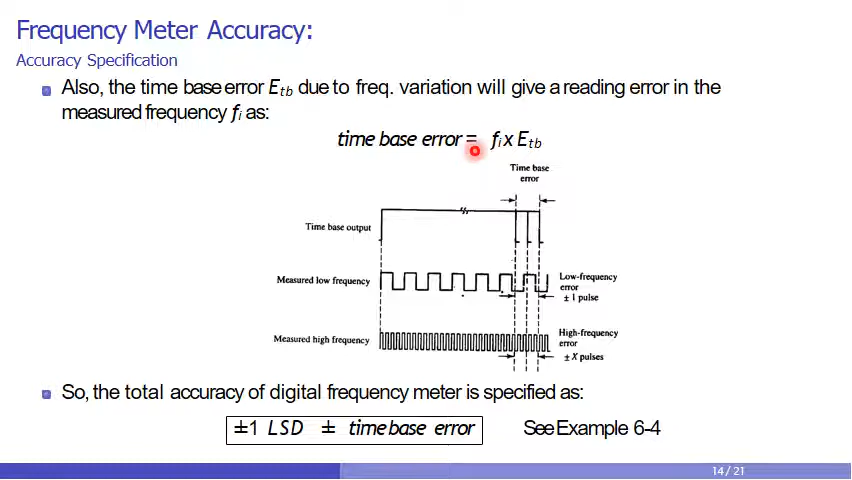 Frequency Meter Accuracy:
Accuracy Specification
Also, the time base error Etb due to freq. variation will give a reading error in the
measured frequency fi as:
time base error = fi x Etb
Time base
error
Time base output
Measured low frequency
Low-frequency
error
± 1 pulse
Measured high frequency
High-frequency
error
± X pulses
So, the total accuracy of digital frequency meter is specified as:
±1 LSD ± time base error
See Example 6-4
14 / 21